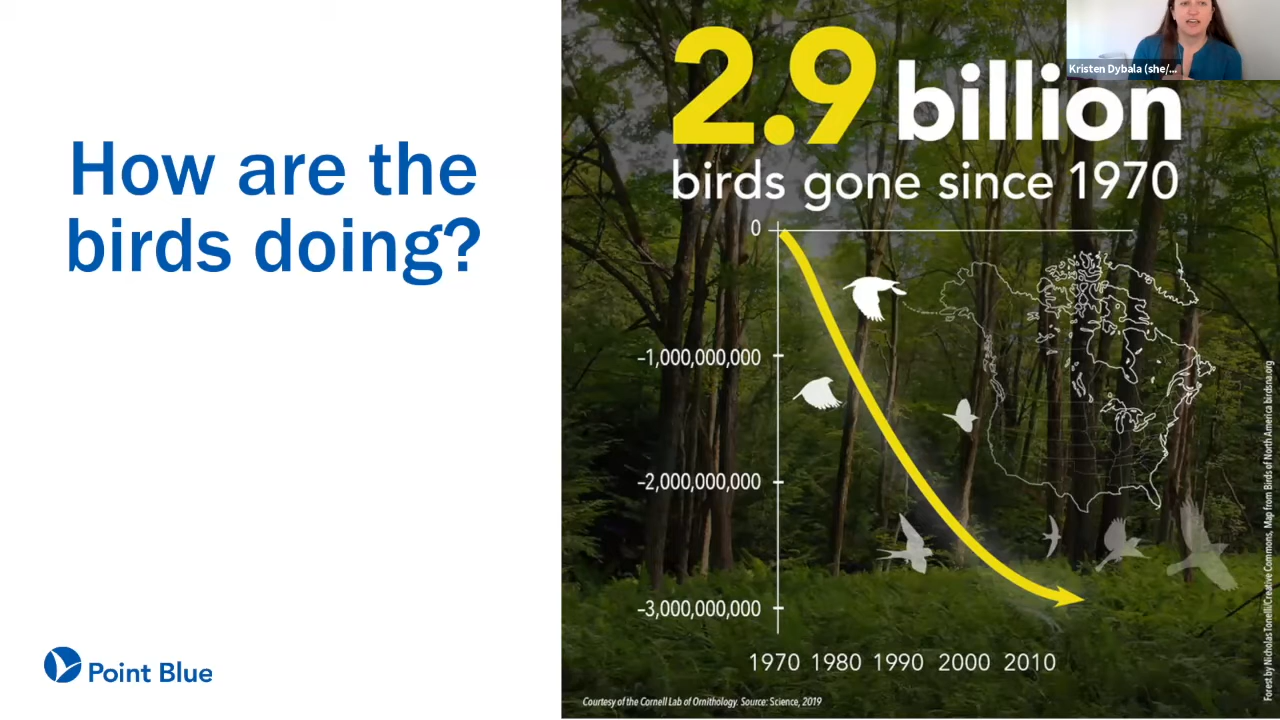 How are the
birds doing?
Point Blue
Kristen Dybala (she/...
2.9 billion
birds gone since 1970
0
–1,000,000,000
–2,000,000,000
–3,000,000,000
1970 1980 1990 2000 2010
Courtesy of the Cornell Lab of Ornithology. Source: Science, 2019
Forest by Nicholas Tonelli/Creative Commons, Map from Birds of North America birdsna.org